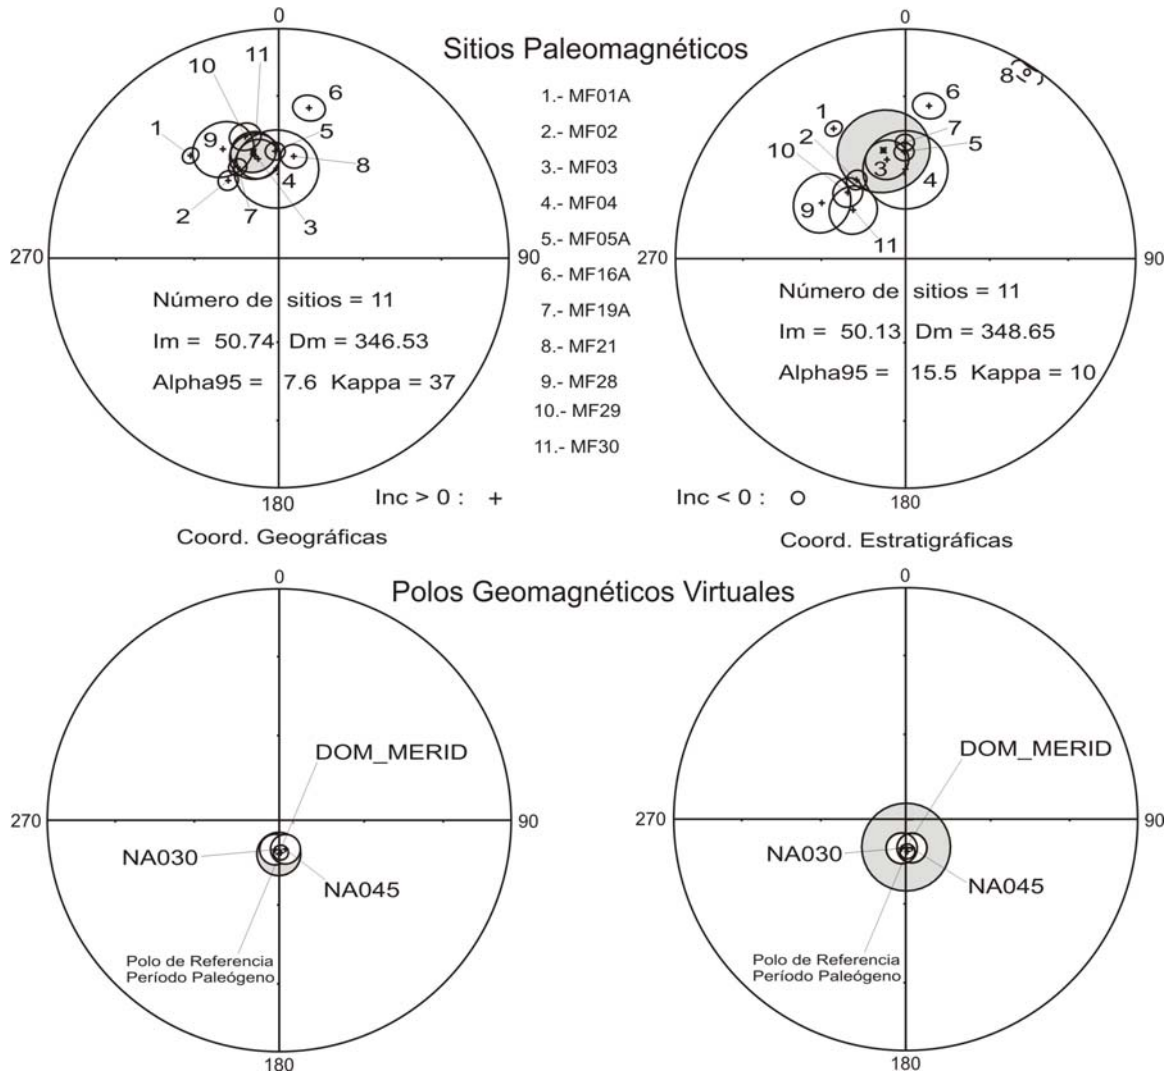 Sitios Paleomagnéticos
0
10
11
6
1
9
5
8
4
2
7
3
270
90
Número de sitios = 11
Im = 50.74 Dm = 346.53
Alpha95 = 7.6 Kappa = 37
180
1.- MF01A
2.- MF02
3.- MF03
4.- MF04
5.- MF05A
6.- MF16A
7.- MF19A
8.- MF21
9.- MF28
10.- MF29
11.- MF30
0
8
6
1
7
2
10
5
3
4
9
11
270
90
Número de sitios = 11
Im = 50.13 Dm = 348.65
Alpha95 = 15.5 Kappa = 10
180
Inc > 0 : +
Inc < 0 : O
Coord. Geográficas
Coord. Estratigráficas
Polos Geomagnéticos Virtuales
0
DOM_MERID
270
90
NA030
NA045
Polo de Referencia
Período Paleógeno
180
0
DOM_MERID
270
90
NA030
NA045
Polo de Referencia
Período Paleógeno
180